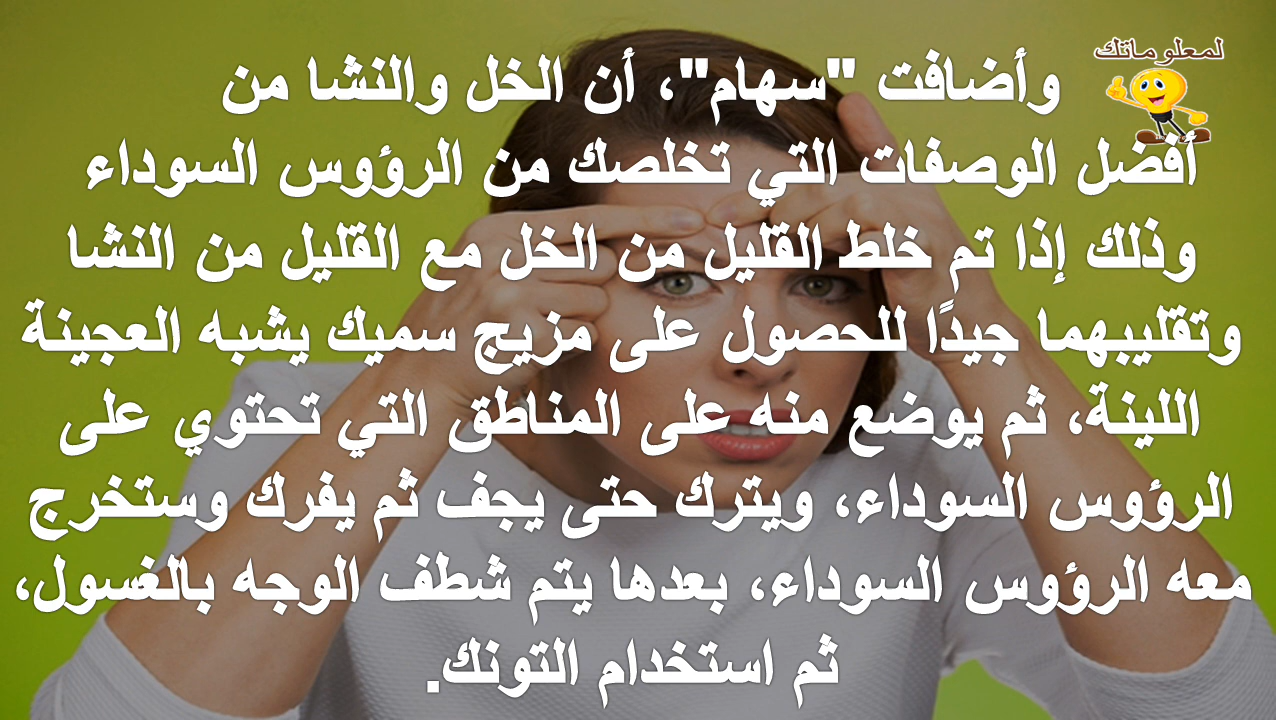 لمعلوماتك
وأضافت "سهام"، أن الخل والنشا من
أفضل الوصفات التي تخلصك من الرؤوس السوداء
وذلك إذا تم خلط القليل من الخل مع القليل من النشا
وتقليبهما جيدًا للحصول على مزيج سميك يشبه العجينة
اللينة، ثم يوضع منه على المناطق التي تحتوي على
الرؤوس السوداء، ويترك حتى يجف ثم يفرك وستخرج
معه الرؤوس السوداء، بعدها يتم شطف الوجه بالغسول،
ثم استخدام التونك.